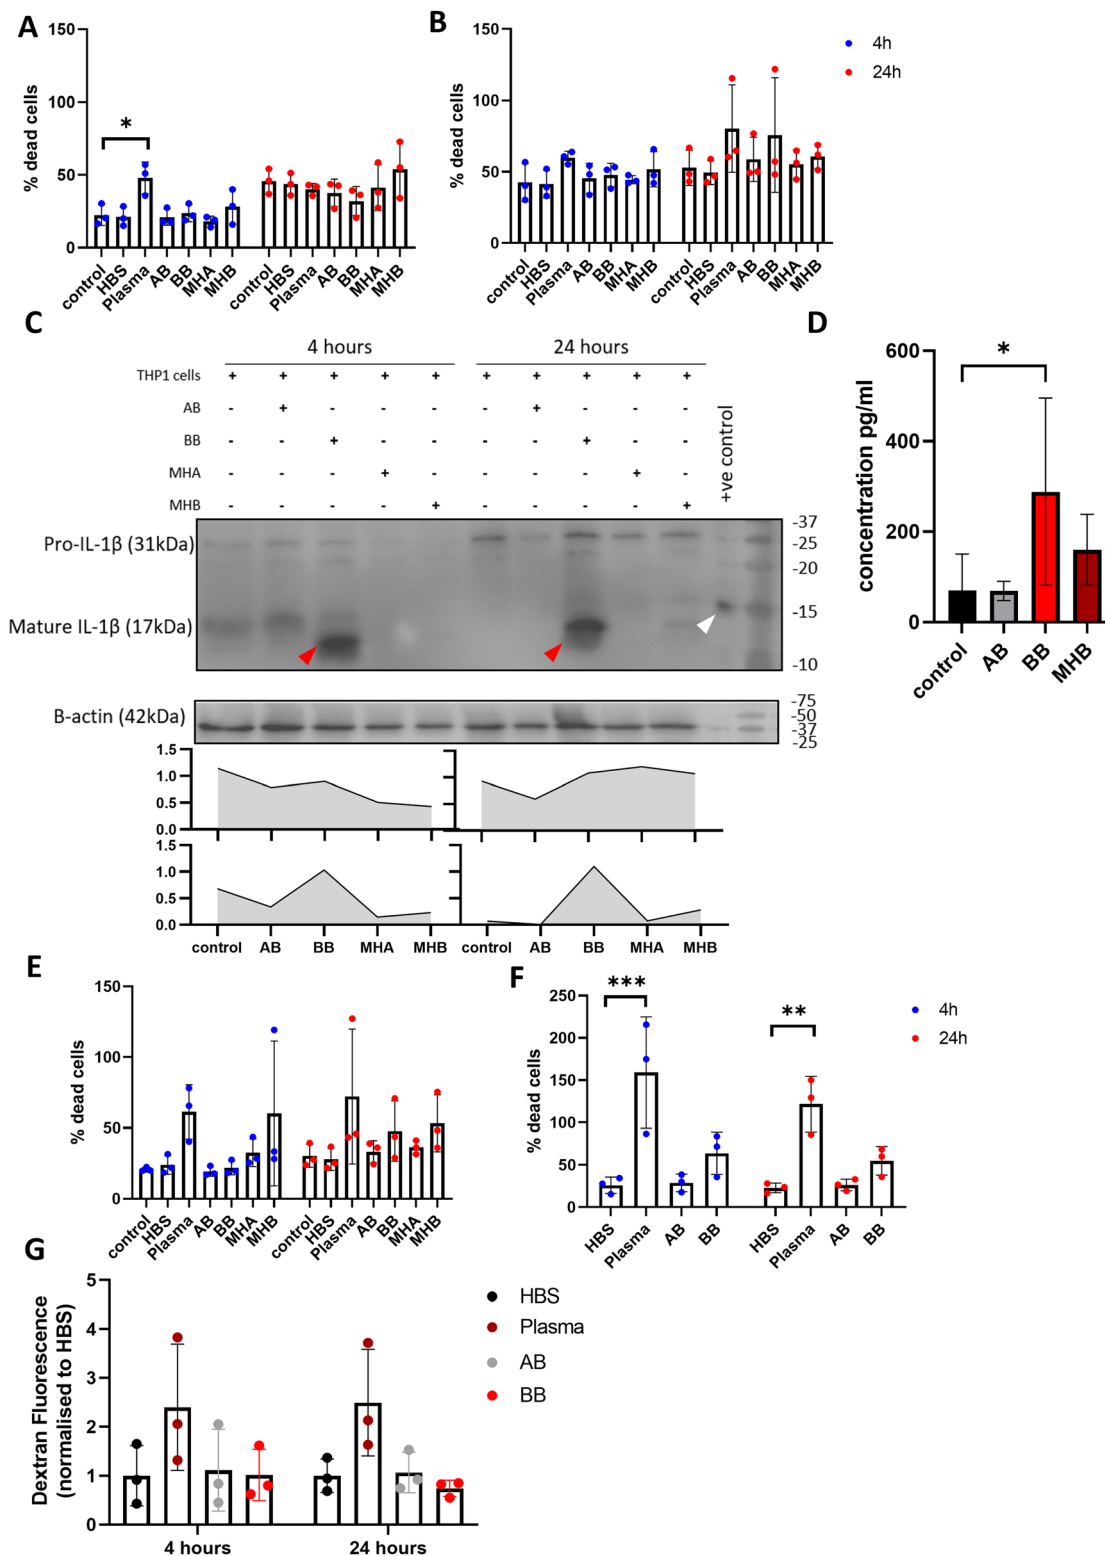 A
150
100
50
0
% dead cells
*
control
HBS
Plasma
AB
BB
MHA
MHB
control
HBS
Plasma
AB
BB
MHA
MHB
B
150
100
50
0
% dead cells
control
HBS
Plasma
AB
BB
MHA
MHB
control
HBS
Plasma
AB
BB
MHA
MHB
4h
24h
C
4 hours 24 hours
THP1 cells + + + + + + + + + +
AB - + - - - - + - - -
BB - - + - - - - + - -
MHA - - - + - - - - + -
MHB - - - - + - - - - +
+ve control
Pro-IL-1β (31kDa)
Mature IL-1β (17kDa)
-37
-25
-20
-15
-10
B-actin (42kDa)
-75
-50
-37
-25
1.5
1.0
0.5
0.0
1.5
1.0
0.5
0.0
control AB BB MHA MHB control AB BB MHA MHB
D
600
400
200
0
concentration pg/ml
*
control
AB
BB
MHB
E
150
100
50
0
% dead cells
control
HBS
Plasma
AB
BB
MHA
MHB
control
HBS
Plasma
AB
BB
MHA
MHB
F
250
200
150
100
50
0
% dead cells
***
**
HBS
Plasma
AB
BB
HBS
Plasma
AB
BB
4h
24h
G
5
4
3
2
1
0
Dextran Fluorescence
(normalised to HBS)
4 hours 24 hours
HBS
Plasma
AB
BB